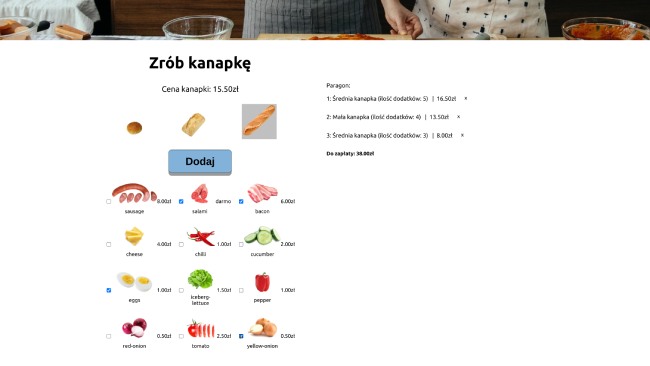 Zrób kanapkę
Cena kanapki: 15.50zł
Dodaj
8.00zł
darmo
6.00zł
sausage
salami
bacon
4.00zł
1.00zł
2.00zł
cheese
chilli
cucumber
1.00zł
1.50zł
1.00zł
eggs
iceberg-
lettuce
pepper
0.50zł
2.50zł
0.50zł
red-onion
tomato
yellow-onion
Paragon:
1: Średnia kanapka (ilość dodatków: 5) | 16.50zł x
2: Mała kanapka (ilość dodatków: 4) | 13.50zł x
3: Średnia kanapka (ilość dodatków: 3) | 8.00zł x
Do zapłaty: 38.00zł